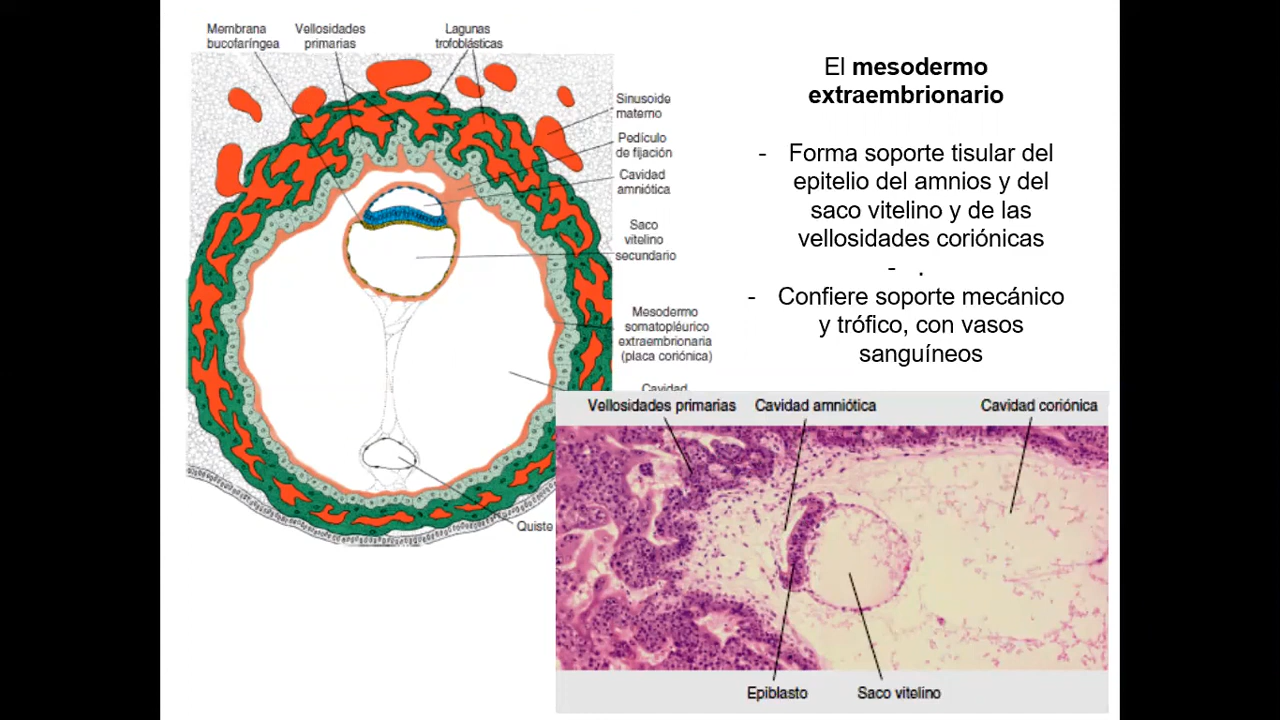 Membrana
bucofaríngea
Vellosidades
primarias
Lagunas
trofoblásticas
Sinusoide
materno
Pedículo
de fijación
Cavidad
amniótica
Saco
vitelino
secundario
Mesodermo
somatopléurico
extraembrionaria
(placa coriónica)
Cavidad
Quiste
El mesodermo
extraembrionario
- Forma soporte tisular del
epitelio del amnios y del
saco vitelino y de las
vellosidades coriónicas
- .
- Confiere soporte mecánico
y trófico, con vasos
sanguíneos
Vellosidades primarias
Cavidad amniótica
Cavidad coriónica
Epiblasto
Saco vitelino